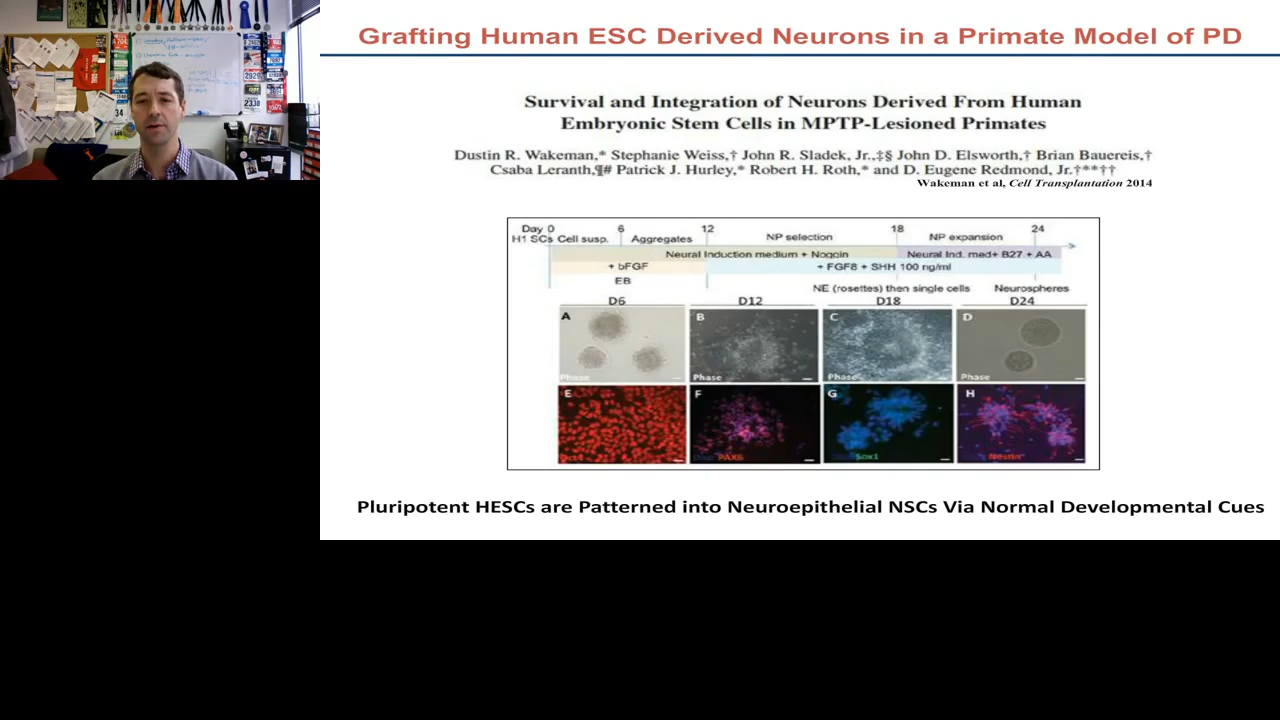 Grafting Human ESC Derived Neurons in a Primate Model of PD
Survival and Integration of Neurons Derived From Human
Embryonic Stem Cells in MPTP-Lesioned Primates
Dustin R. Wakeman,* Stephanie Weiss,† John R. Sladek, Jr.,‡§ John D. Elsworth,† Brian Bauereis,†
Csaba Leranth,¶# Patrick J. Hurley,* Robert H. Roth,* and D. Eugene Redmond, Jr.†**††
Wakeman et al, Cell Transplantation 2014
Day 0 6 12 18 24
H1 SCs Cell susp. Aggregates NP selection NP expansion
Neural Induction medium + Noggin Neural Ind. med+ B27 + AA
+ bFGF + FGF8 + SHH 100 ng/ml
EB NE (rosettes) then single cells Neurospheres
D6 D12 D18 D24
A B C D
Phase Phase Phase Phase
E F G H
Oct4 PAX6 Sox1 Nestin
Pluripotent HESCs are Patterned into Neuroepithelial NSCs Via Normal Developmental Cues